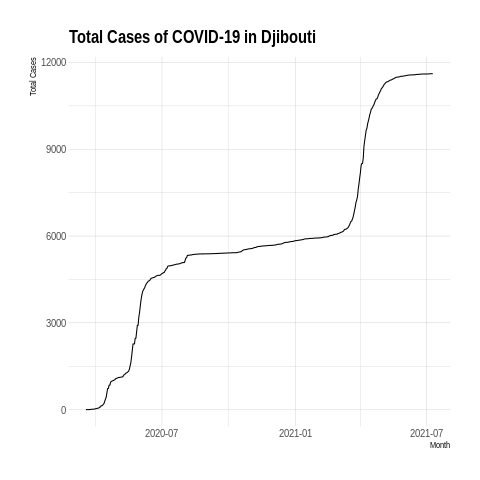 Total Cases of COVID-19 in Djibouti
Total Cases
12000
9000
6000
3000
0
2020-07
2021-01
2021-07
Month